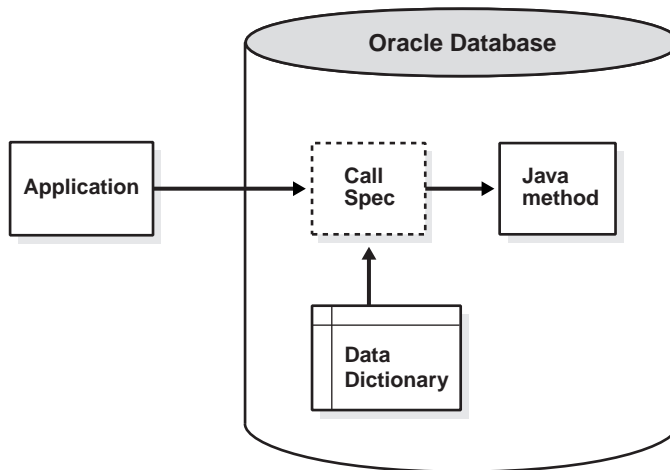 Oracle Database
Application
Call
Spec
Java
method
Data
Dictionary